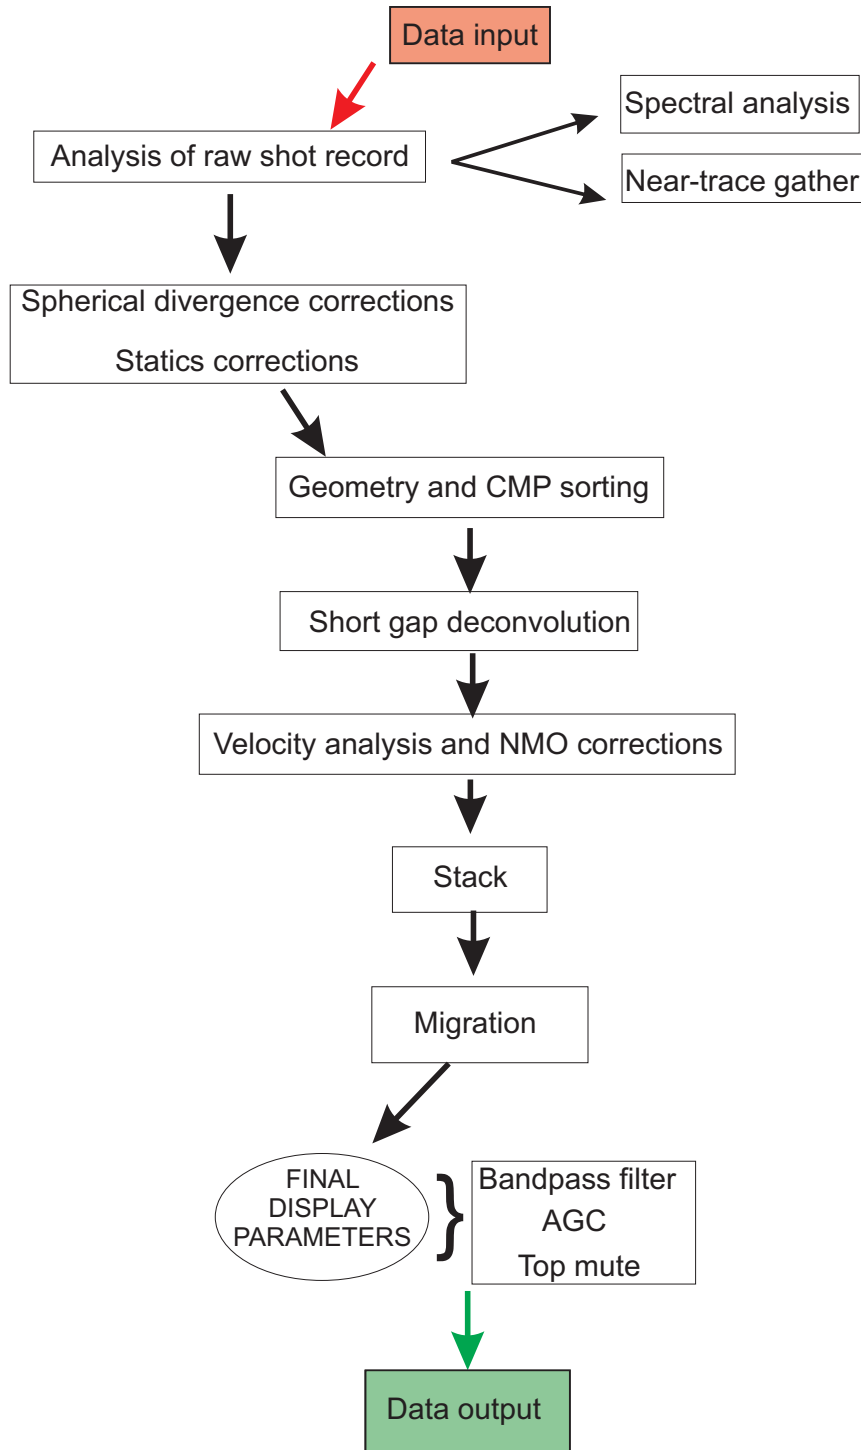 Data input
Spectral analysis
Analysis of raw shot record
Near-trace gather
Spherical divergence corrections
Statics corrections
Geometry and CMP sorting
Short gap deconvolution
Velocity analysis and NMO corrections
Stack
Migration
FINAL
DISPLAY
PARAMETERS
}
Bandpass filter
AGC
Top mute
Data output